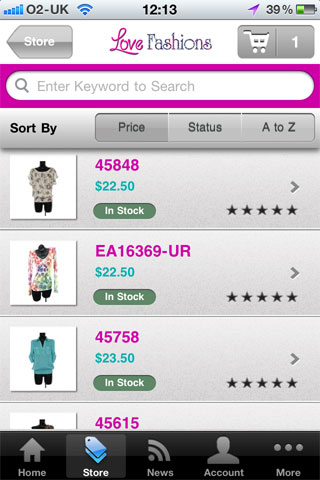 O2-UK 12:13 39%
Store Love Fashions 1
Enter Keyword to Search
Sort By Price Status A to Z
45848
$22.50
In Stock
EA16369-UR
$22.50
In Stock
45758
$23.50
In Stock
45615
Home Store News Account More